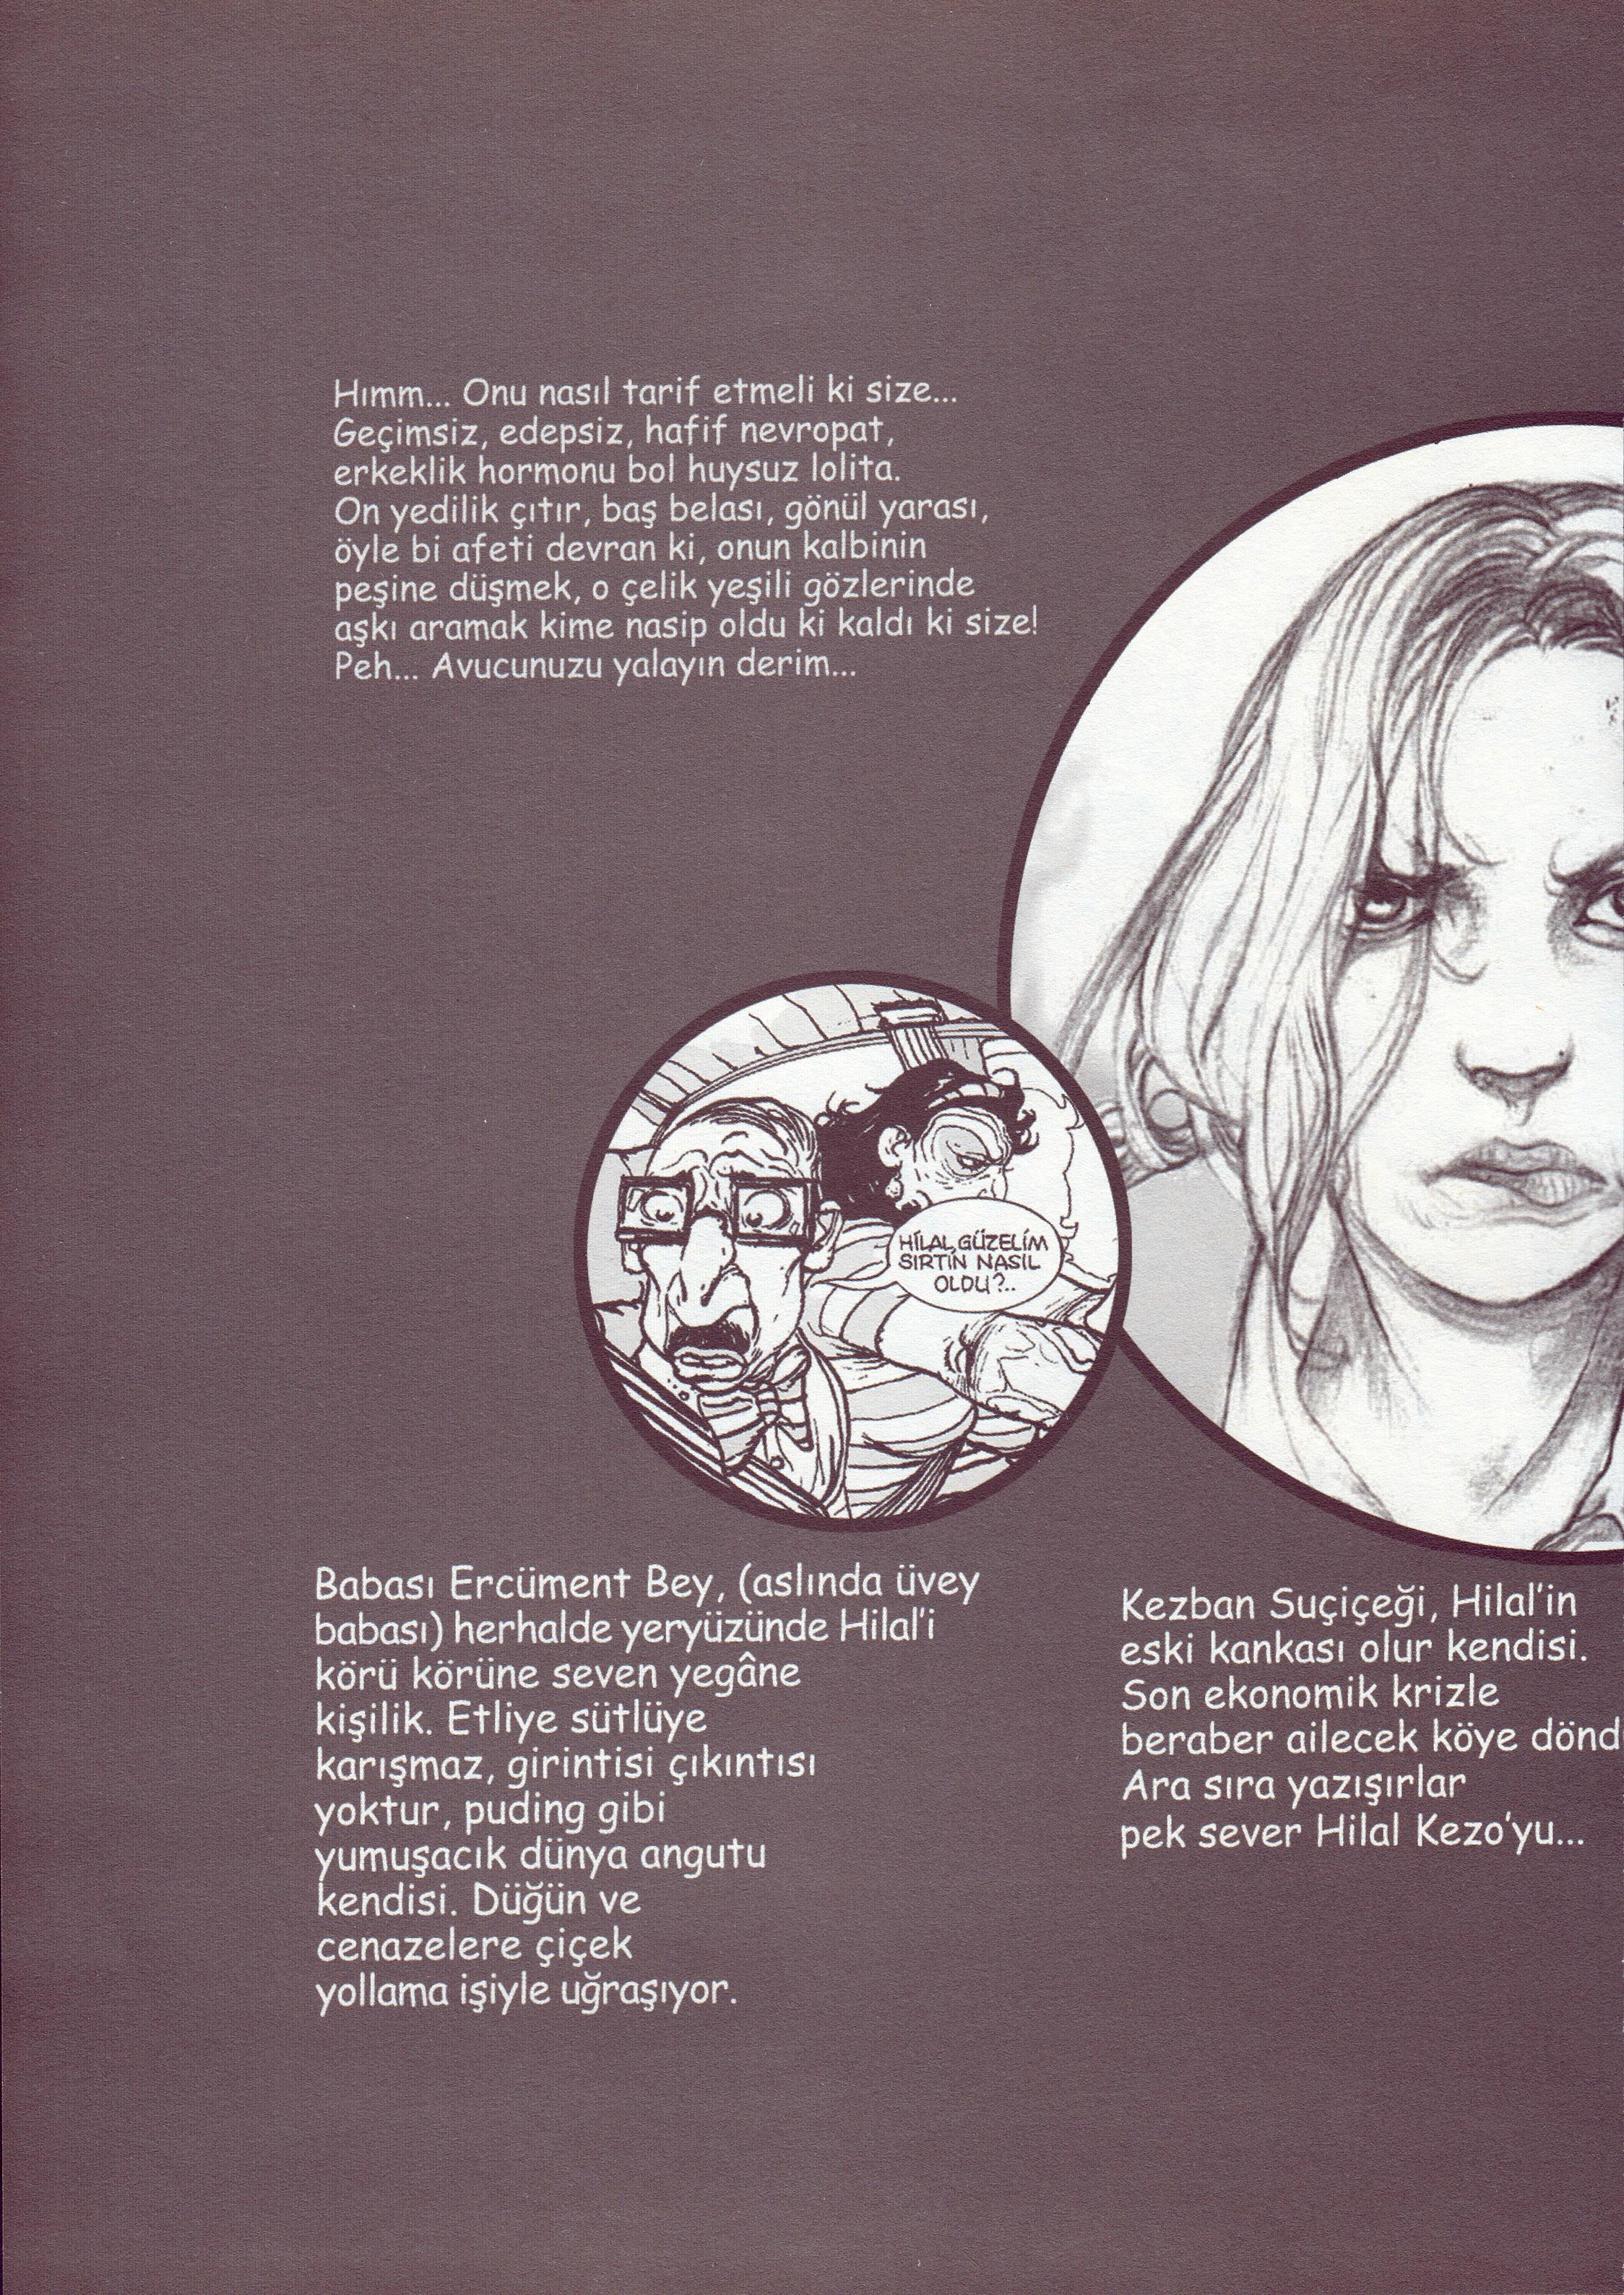 Hımm... Onu nasıl tarif etmeli ki size...
Geçimsiz, edepsiz, hafif nevropat,
erkeklik hormonu bol huysuz lolita.
On yedilik çıtır, baş belası, gönül yarası,
öyle bi afeti devran ki, onun kalbinin
peşine düşmek, o çelik yeşili gözlerinde
aşkı aramak kime nasip oldu ki kaldı ki size!
Peh... Avucunuzu yalayın derim...
HİLAL, GÜZELİM
SIRTIN NASIL
OLDU?..
Babası Ercüment Bey, (aslında üvey
babası) herhalde yeryüzünde Hilal'i
körü körüne seven yegâne
kişilik. Etliye sütlüye
karışmaz, girintisi çıkıntısı
yoktur, puding gibi
yumuşacık dünya angutu
kendisi. Düğün ve
cenazelere çiçek
yollama işiyle uğraşıyor.
Kezban Suçiçeği, Hilal'in
eski kankası olur kendisi.
Son ekonomik krizle
beraber ailecek köye
Ara sıra yazışırlar
pek sever Hilal Kezo'yu...